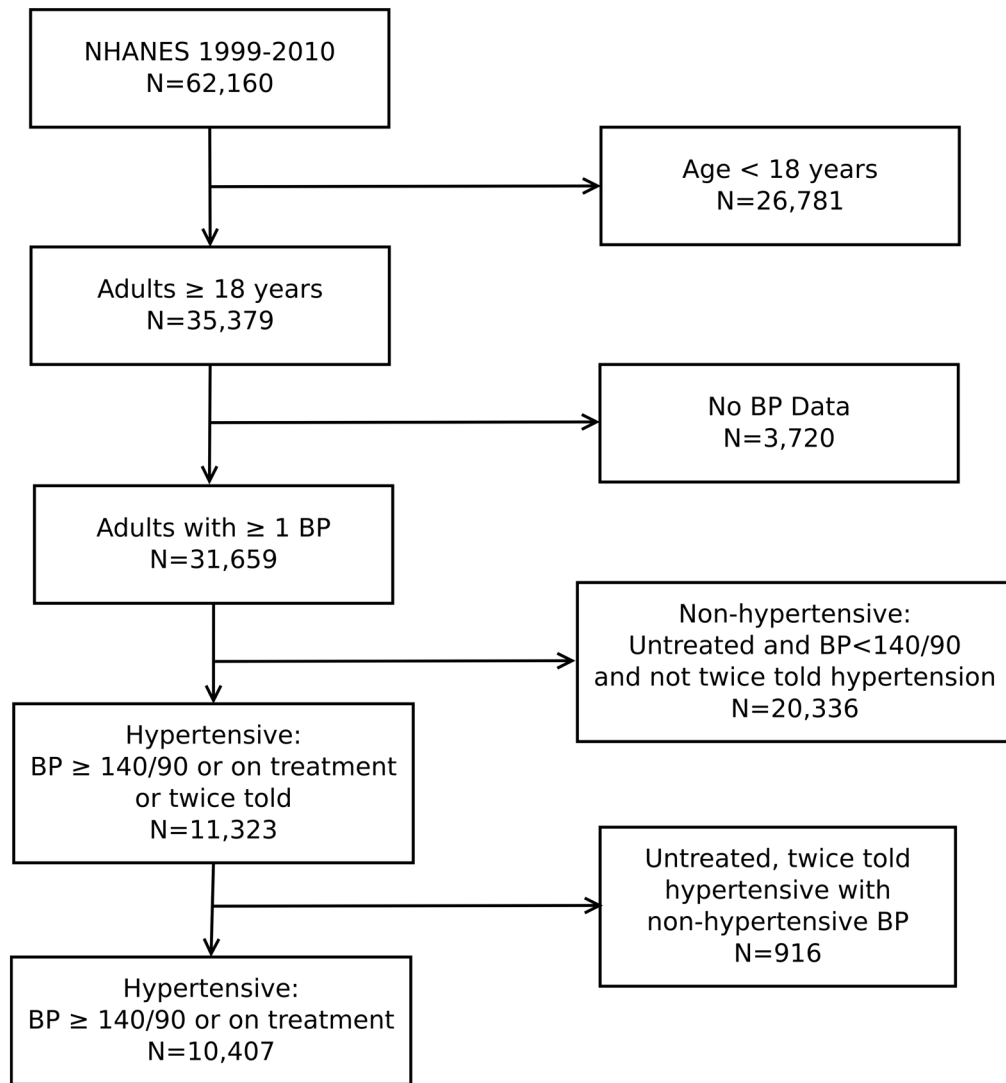 NHANES 1999-2010
N=62,160
Age < 18 years
N=26,781
Adults ≥ 18 years
N=35,379
No BP Data
N=3,720
Adults with ≥ 1 BP
N=31,659
Non-hypertensive:
Untreated and BP<140/90
and not twice told hypertension
N=20,336
Hypertensive:
BP ≥ 140/90 or on treatment
or twice told
N=11,323
Untreated, twice told
hypertensive with
non-hypertensive BP
N=916
Hypertensive:
BP ≥ 140/90 or on treatment
N=10,407